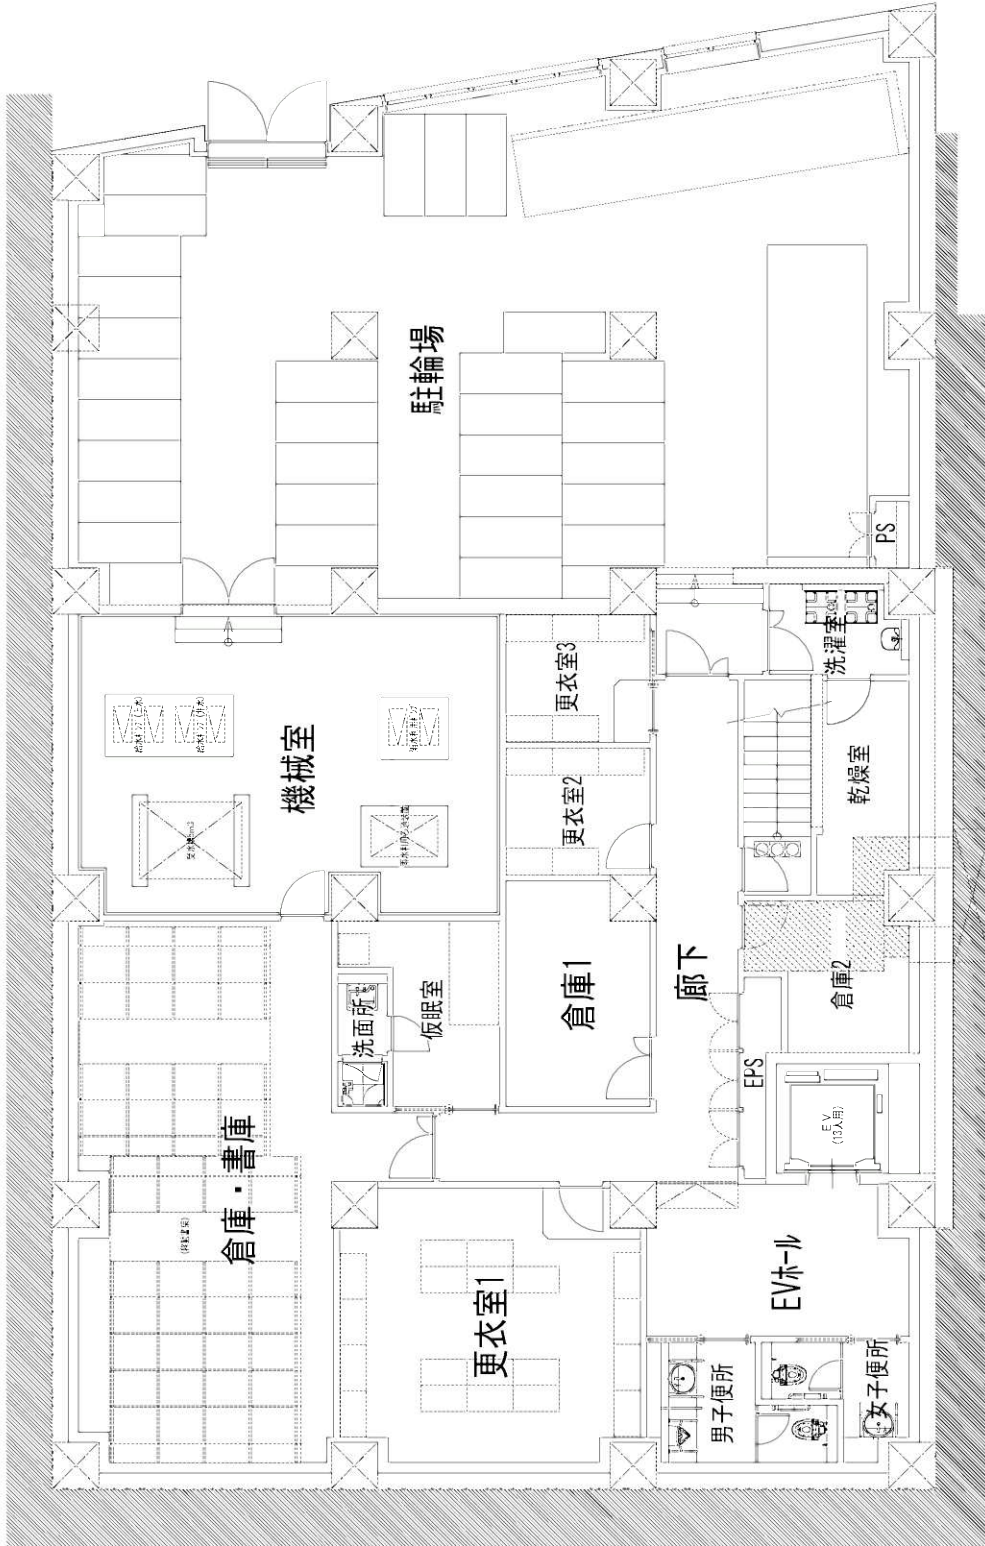 駐輪場
PS
機械室
更衣室3
洗濯室
更衣室2
乾燥室
洗面所
仮眠室
倉庫1
廊下
倉庫2
EPS
EV
(13人用)
倉庫・書庫
更衣室1
EVホール
男子便所
女子便所